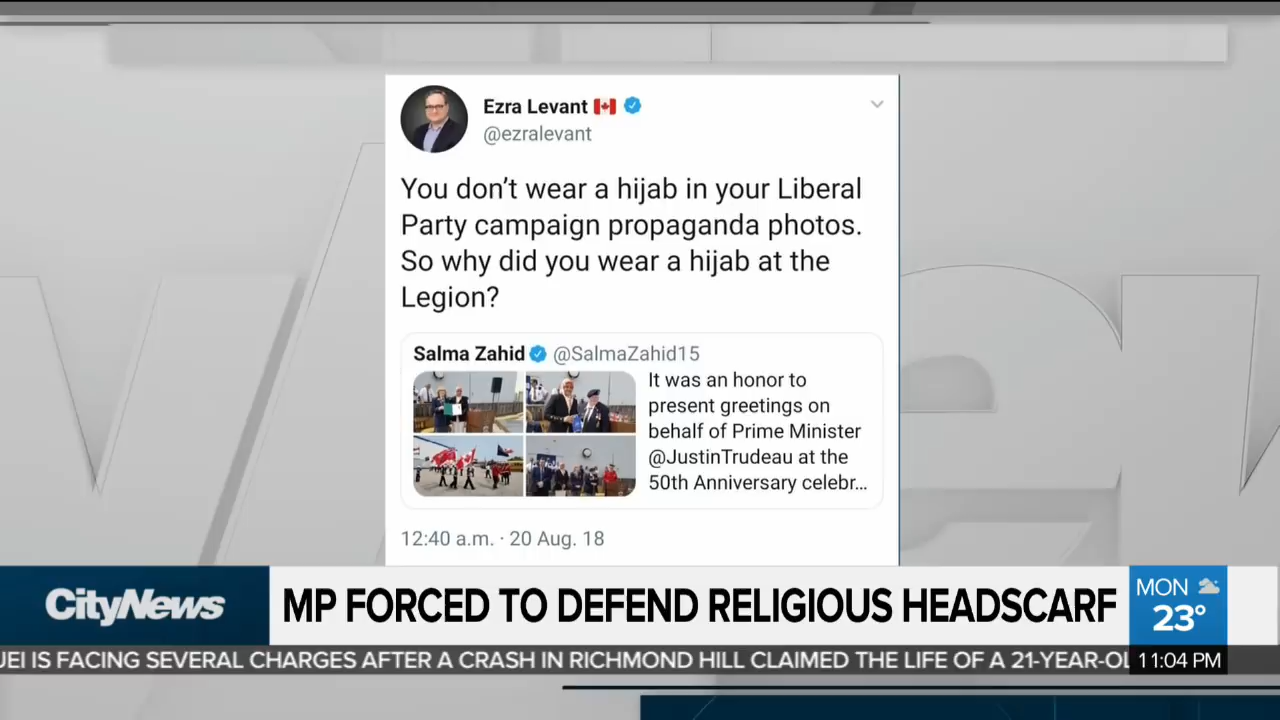 Ezra Levant
@ezralevant
You don't wear a hijab in your Liberal
Party campaign propaganda photos.
So why did you wear a hijab at the
Legion?
Salma Zahid @SalmaZahid15
It was an honor to
present greetings on
behalf of Prime Minister
@JustinTrudeau at the
50th Anniversary celebr...
12:40 a.m. · 20 Aug. 18
CityNews
MP FORCED TO DEFEND RELIGIOUS HEADSCARF
MON
23°
IS FACING SEVERAL CHARGES AFTER A CRASH IN RICHMOND HILL CLAIMED THE LIFE OF A
11:04 PM